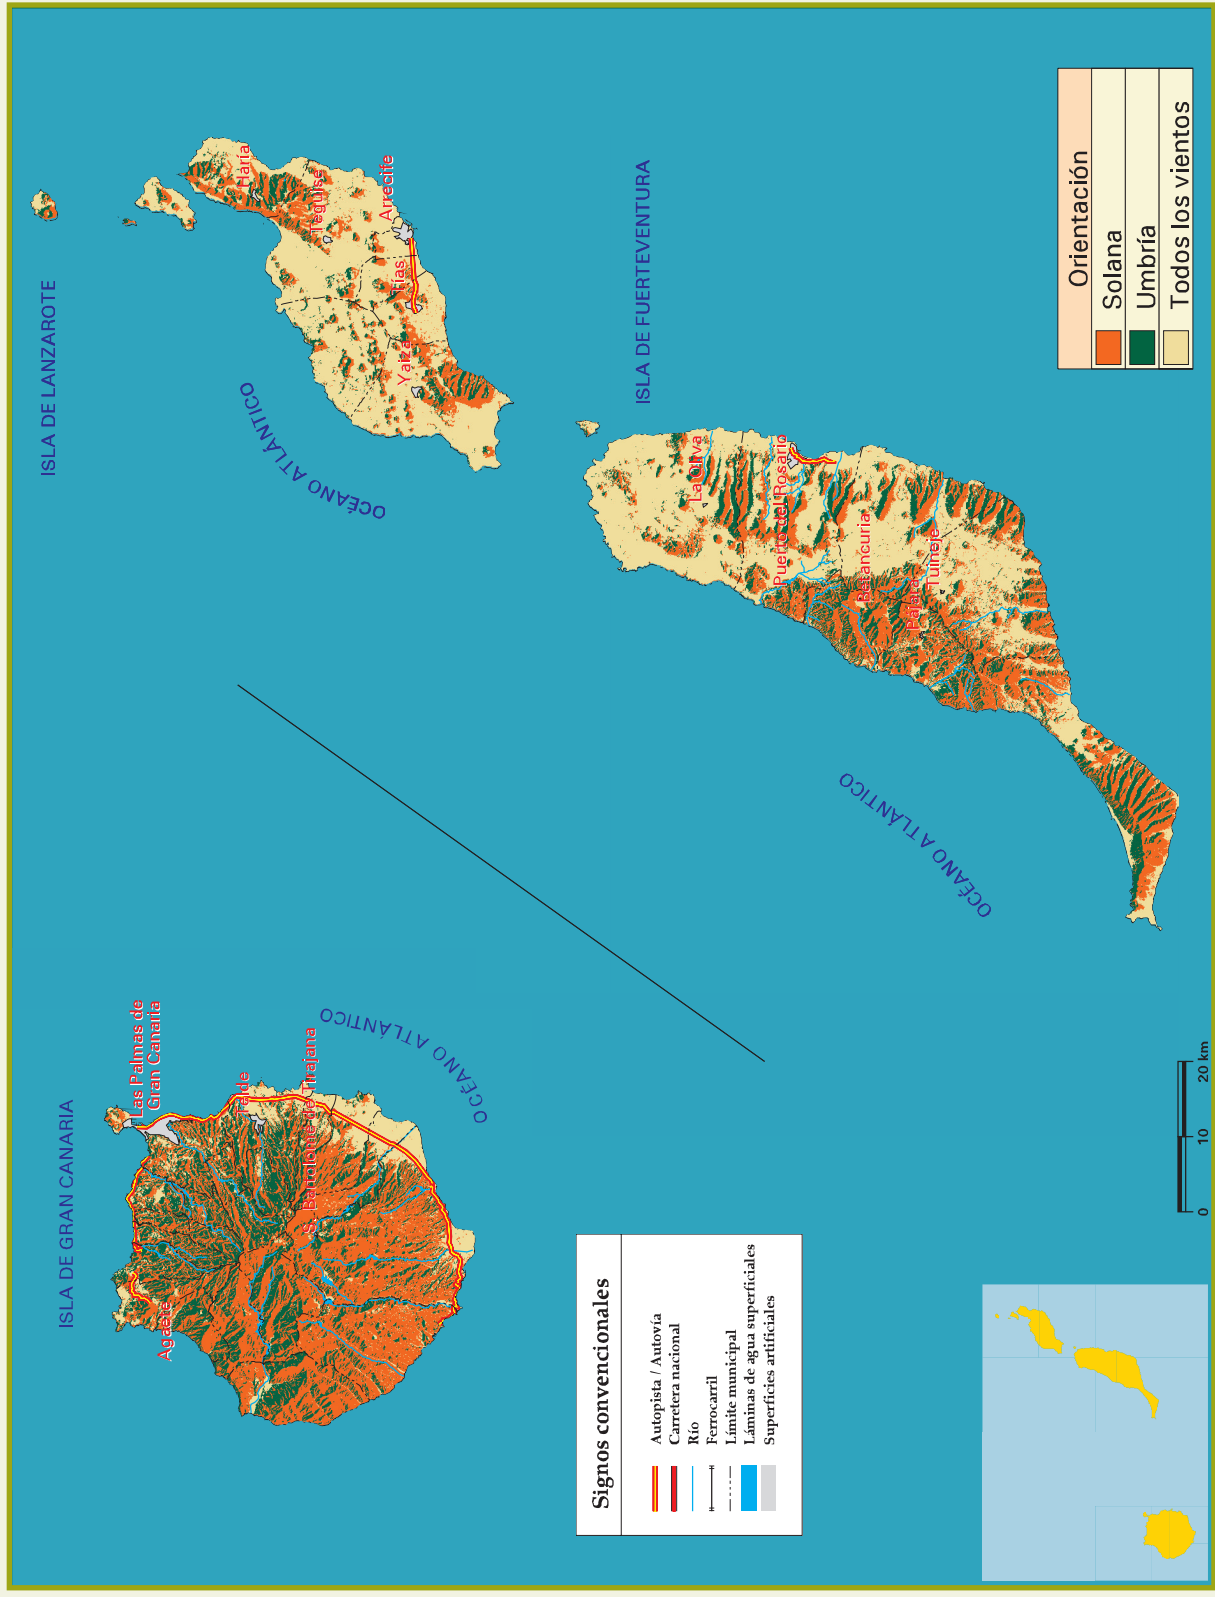 ISLA DE LANZAROTE
Haría
Teguise
Arrecife
Tías
Yaiza
OCÉANO ATLÁNTICO
ISLA DE FUERTEVENTURA
La Oliva
Puerto del Rosario
Betancuria
Pájara
Tuineje
OCÉANO ATLÁNTICO
ISLA DE GRAN CANARIA
Las Palmas de
Gran Canaria
Telde
S. Bartolomé de Tirajana
Agaete
OCÉANO ATLÁNTICO
Orientación
Solana
Umbría
Todos los vientos
Signos convencionales
Autopista / Autovía
Carretera nacional
Río
Ferrocarril
Límite municipal
Láminas de agua superficiales
Superficies artificiales
0 10 20 km